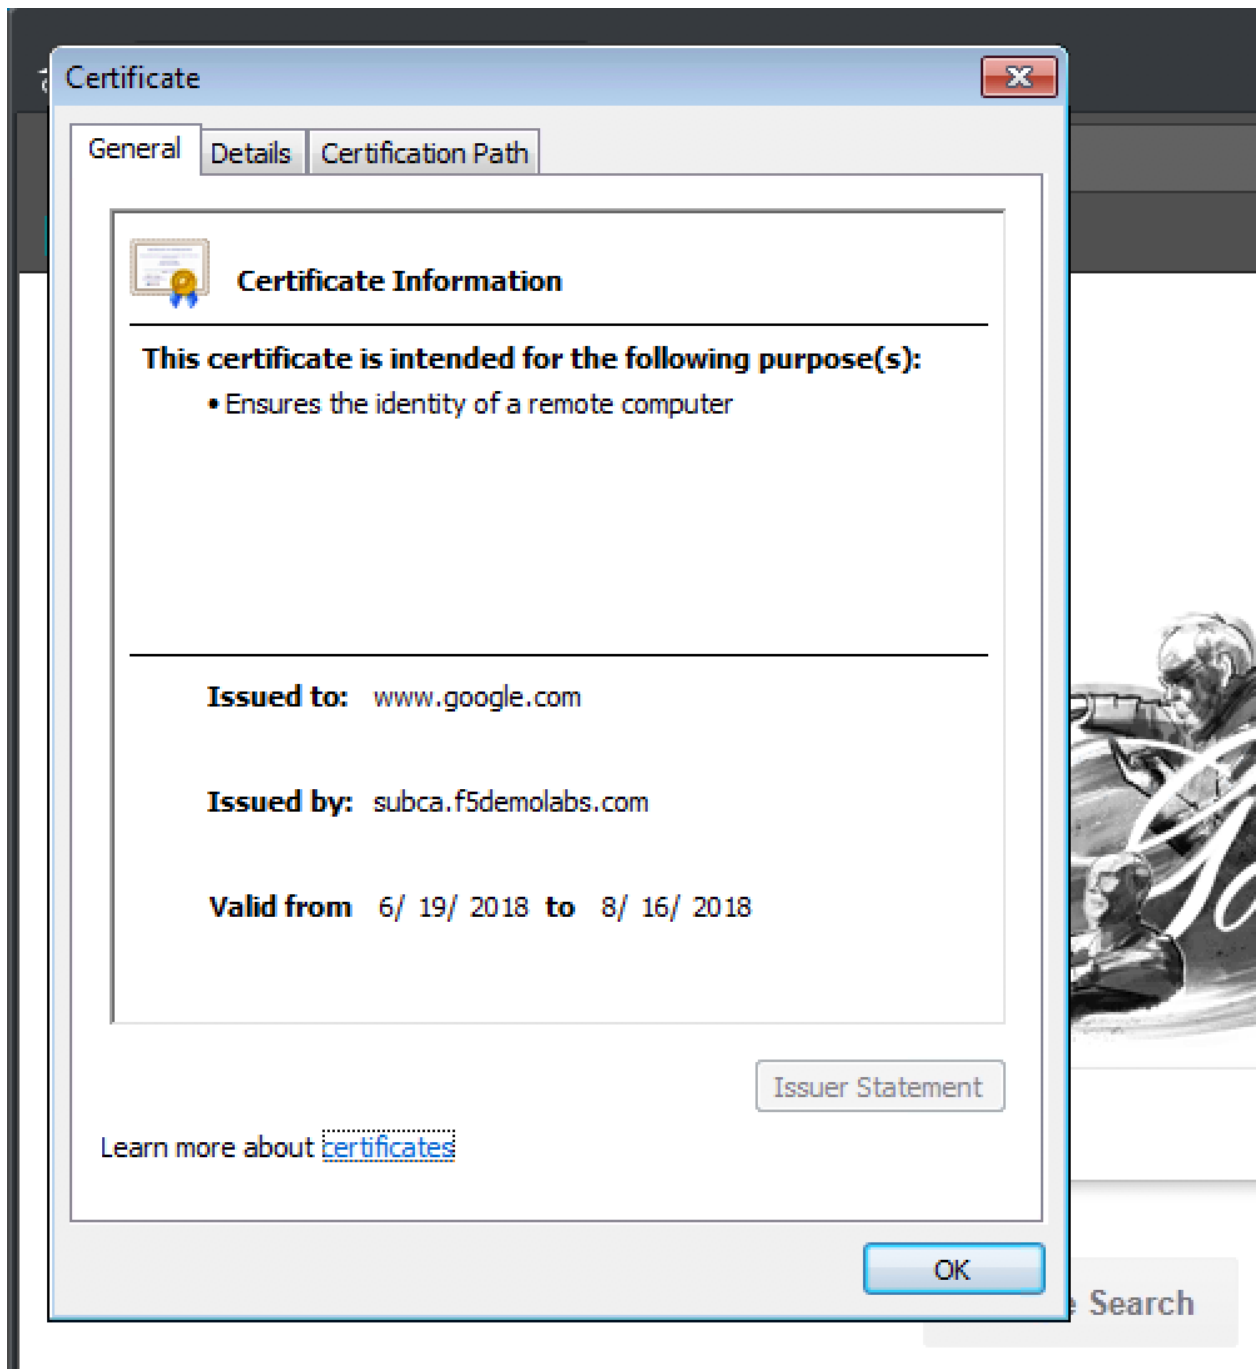 Certificate
General
Details
Certification Path
Certificate Information
This certificate is intended for the following purpose(s):
• Ensures the identity of a remote computer
Issued to: www.google.com
Issued by: subca.f5demolabs.com
Valid from 6/ 19/ 2018 to 8/ 16/ 2018
Issuer Statement
Learn more about certificates
OK
Search